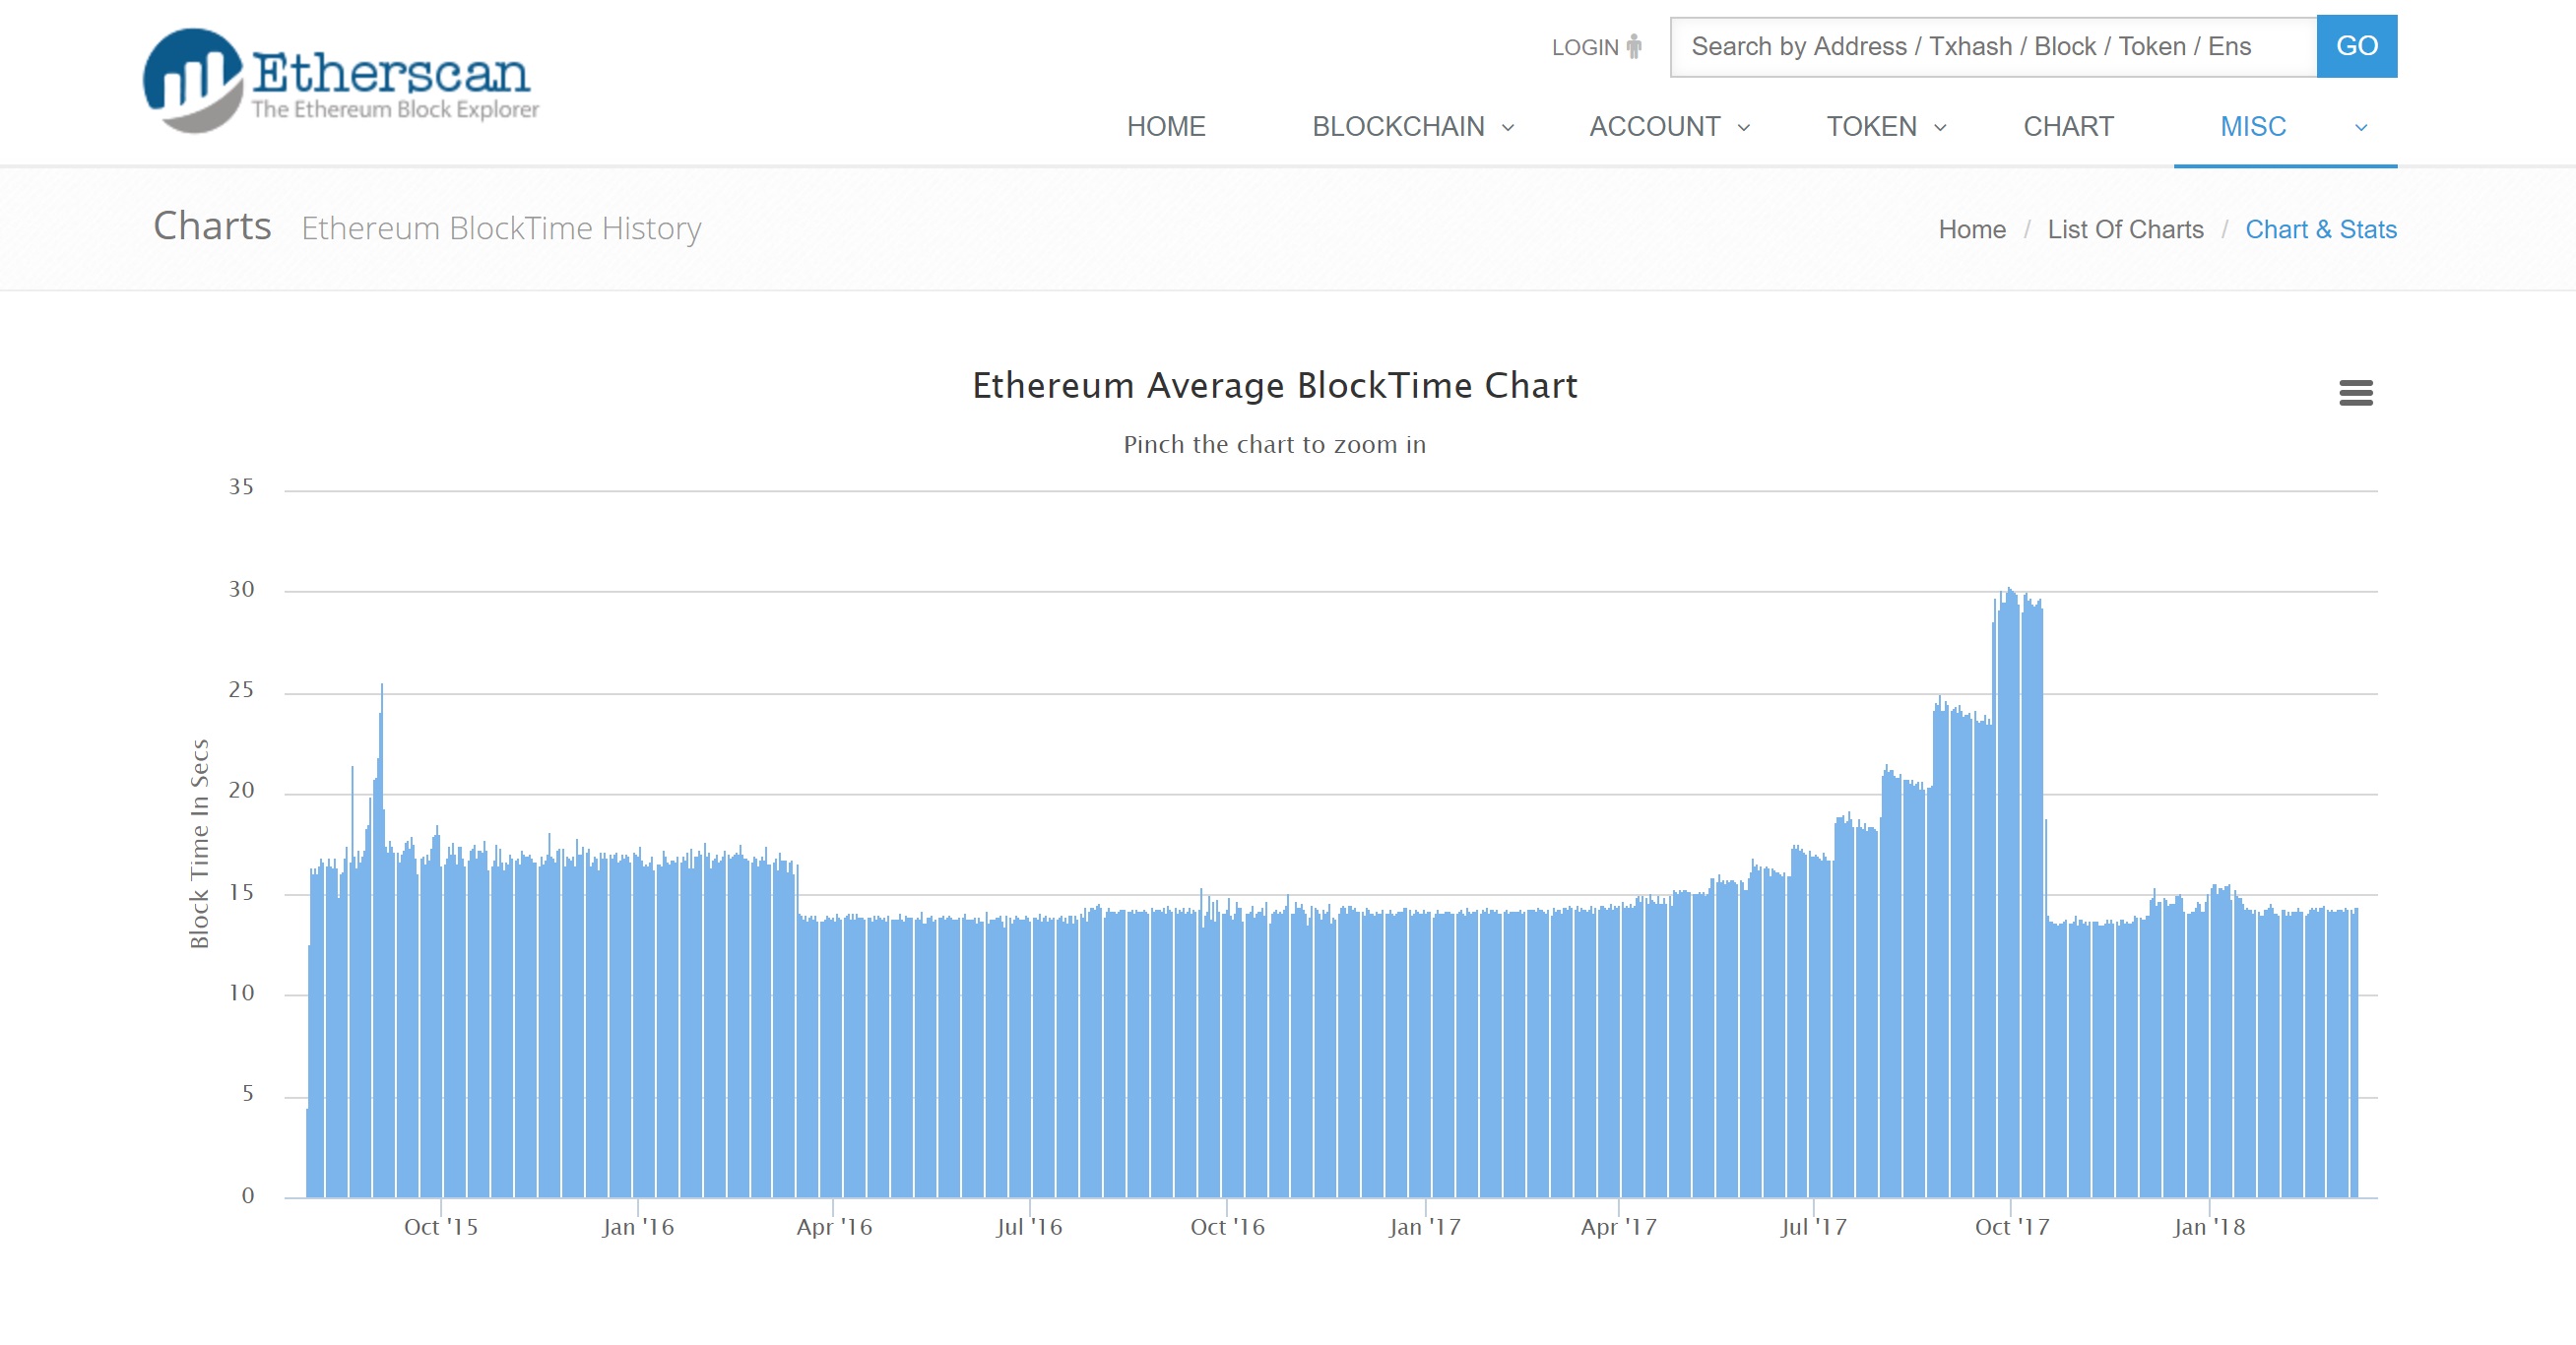 Etherscan
The Ethereum Block Explorer
LOGIN
Search by Address / Txhash / Block / Token / Ens
GO
HOME BLOCKCHAIN ACCOUNT TOKEN CHART MISC
Charts Ethereum BlockTime History
Home / List Of Charts / Chart & Stats
Ethereum Average BlockTime Chart
Pinch the chart to zoom in
Block Time In Secs
35
30
25
20
15
10
5
0
Oct '15 Jan '16 Apr '16 Jul '16 Oct '16 Jan '17 Apr '17 Jul '17 Oct '17 Jan '18